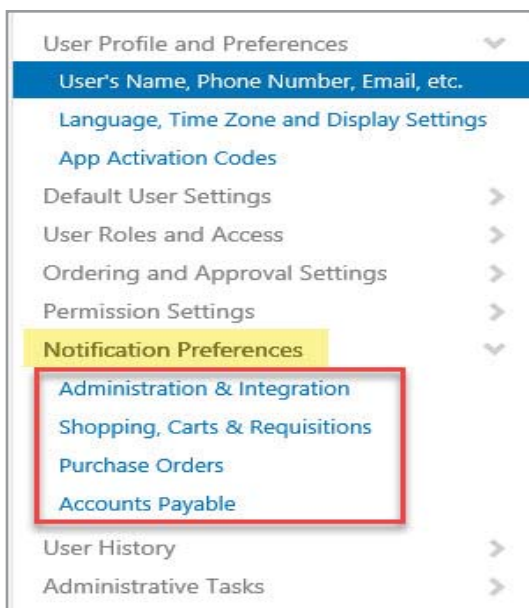 User Profile and Preferences
User's Name, Phone Number, Email, etc.
Language, Time Zone and Display Settings
App Activation Codes
Default User Settings
User Roles and Access
Ordering and Approval Settings
Permission Settings
Notification Preferences
Administration & Integration
Shopping, Carts & Requisitions
Purchase Orders
Accounts Payable
User History
Administrative Tasks